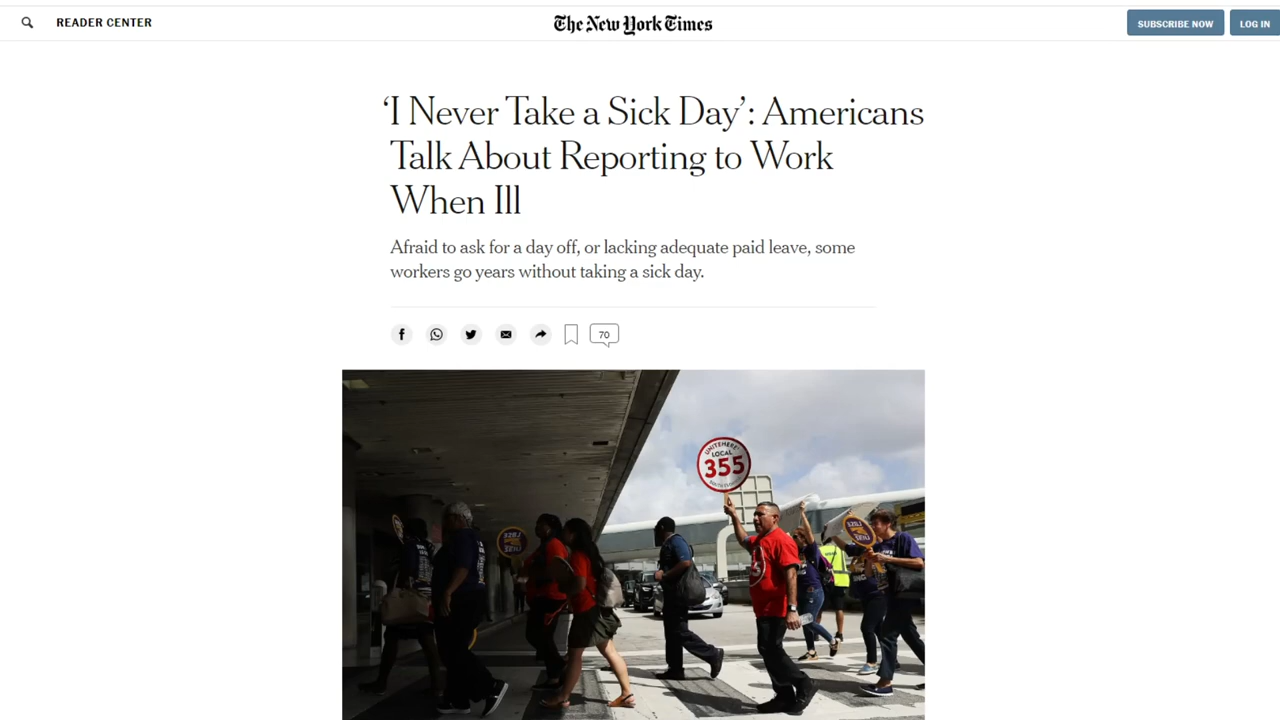 READER CENTER
The New York Times
SUBSCRIBE NOW
LOG IN
‘I Never Take a Sick Day’: Americans
Talk About Reporting to Work
When Ill
Afraid to ask for a day off, or lacking adequate paid leave, some
workers go years without taking a sick day.
70
UNITEHERE!
LOCAL
355